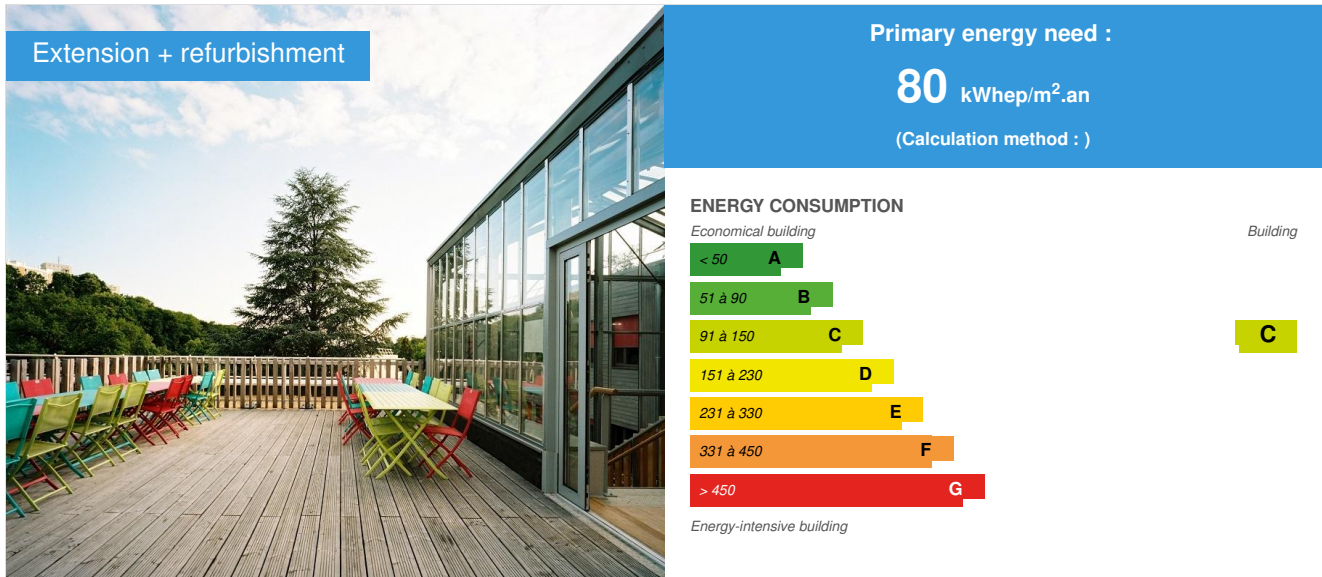 Extension + refurbishment
Primary energy need :
80 kWhep/m².an
(Calculation method : )
ENERGY CONSUMPTION
Economical building
Building
< 50 A
51 à 90 B
91 à 150 C
C
151 à 230 D
231 à 330 E
331 à 450 F
> 450 G
Energy-intensive building